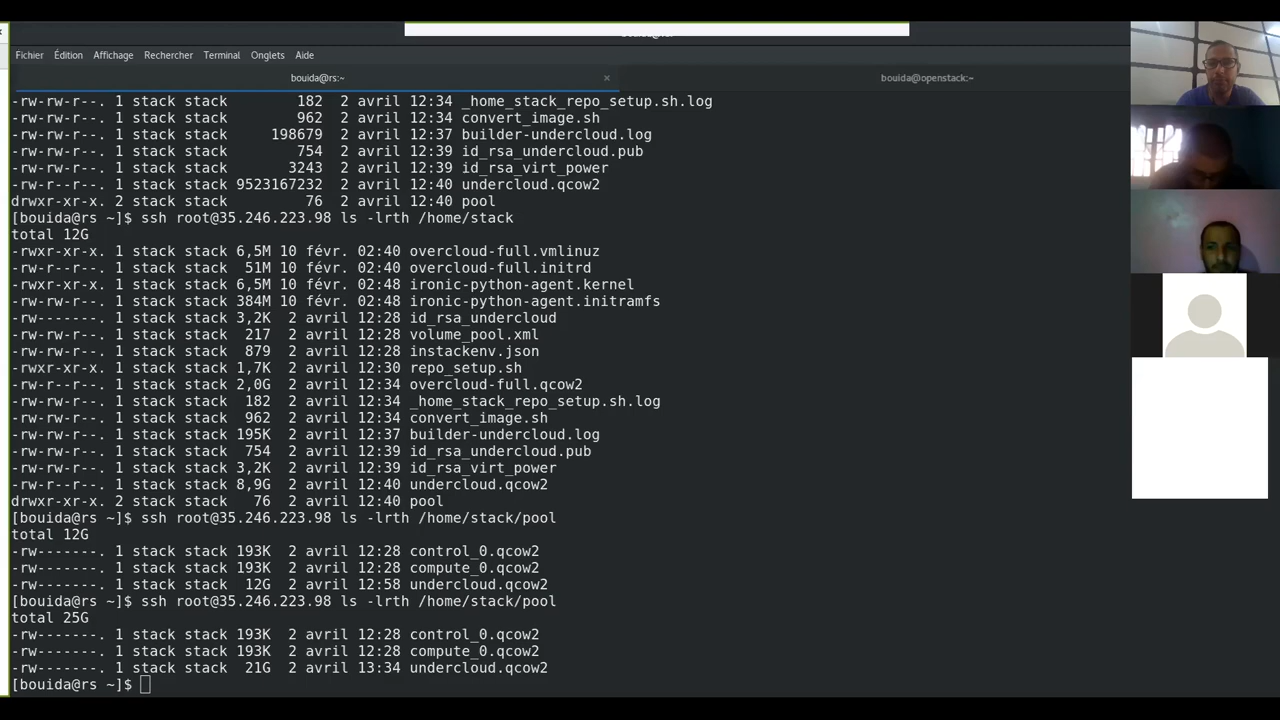 Fichier Édition Affichage Rechercher Terminal Onglets Aide
bouida@rs:~ × bouida@openstack:~
-rw-rw-r--. 1 stack stack 182 2 avril 12:34 _home_stack_repo_setup.sh.log
-rw-rw-r--. 1 stack stack 962 2 avril 12:34 convert_image.sh
-rw-rw-r--. 1 stack stack 198679 2 avril 12:37 builder-undercloud.log
-rw-rw-r--. 1 stack stack 754 2 avril 12:39 id_rsa_undercloud.pub
-rw-rw-r--. 1 stack stack 3243 2 avril 12:39 id_rsa_virt_power
-rw-r--r--. 1 stack stack 9523167232 2 avril 12:40 undercloud.qcow2
drwxr-xr-x. 2 stack stack 76 2 avril 12:40 pool
[bouida@rs ~]$ ssh root@35.246.223.98 ls -lrth /home/stack
total 12G
-rwxr-xr-x. 1 stack stack 6,5M 10 févr. 02:40 overcloud-full.vmlinuz
-rw-r--r--. 1 stack stack 51M 10 févr. 02:40 overcloud-full.initrd
-rwxr-xr-x. 1 stack stack 6,5M 10 févr. 02:48 ironic-python-agent.kernel
-rw-r--r--. 1 stack stack 384M 10 févr. 02:48 ironic-python-agent.initramfs
-rw-------. 1 stack stack 3,2K 2 avril 12:28 id_rsa_undercloud
-rw-rw-r--. 1 stack stack 217 2 avril 12:28 volume_pool.xml
-rw-rw-r--. 1 stack stack 879 2 avril 12:28 instackenv.json
-rwxr-xr-x. 1 stack stack 1,7K 2 avril 12:30 repo_setup.sh
-rw-r--r--. 1 stack stack 2,0G 2 avril 12:34 overcloud-full.qcow2
-rw-rw-r--. 1 stack stack 182 2 avril 12:34 _home_stack_repo_setup.sh.log
-rw-rw-r--. 1 stack stack 962 2 avril 12:34 convert_image.sh
-rw-rw-r--. 1 stack stack 195K 2 avril 12:37 builder-undercloud.log
-rw-rw-r--. 1 stack stack 754 2 avril 12:39 id_rsa_undercloud.pub
-rw-rw-r--. 1 stack stack 3,2K 2 avril 12:39 id_rsa_virt_power
-rw-r--r--. 1 stack stack 8,9G 2 avril 12:40 undercloud.qcow2
drwxr-xr-x. 2 stack stack 76 2 avril 12:40 pool
[bouida@rs ~]$ ssh root@35.246.223.98 ls -lrth /home/stack/pool
total 12G
-rw-------. 1 stack stack 193K 2 avril 12:28 control_0.qcow2
-rw-------. 1 stack stack 193K 2 avril 12:28 compute_0.qcow2
-rw-------. 1 stack stack 12G 2 avril 12:58 undercloud.qcow2
[bouida@rs ~]$ ssh root@35.246.223.98 ls -lrth /home/stack/pool
total 25G
-rw-------. 1 stack stack 193K 2 avril 12:28 control_0.qcow2
-rw-------. 1 stack stack 193K 2 avril 12:28 compute_0.qcow2
-rw-------. 1 stack stack 21G 2 avril 13:34 undercloud.qcow2
[bouida@rs ~]$